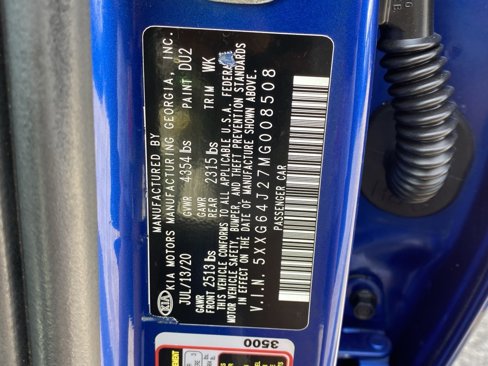 KIA
MANUFACTURED BY
KIA MOTORS MANUFACTURING GEORGIA, INC.
JUL/13/20 GVWR 4354 lbs PAINT DU2
GAWR FRONT 2513 lbs GAWR REAR 2315 lbs TRIM WK
THIS VEHICLE CONFORMS TO ALL APPLICABLE U.S.A. FEDERAL
MOTOR VEHICLE SAFETY, BUMPER, AND THEFT PREVENTION STANDARDS
IN EFFECT ON THE DATE OF MANUFACTURE SHOWN ABOVE.
V.I.N. 5XXG64J27MG008508
PASSENGER CAR
3500